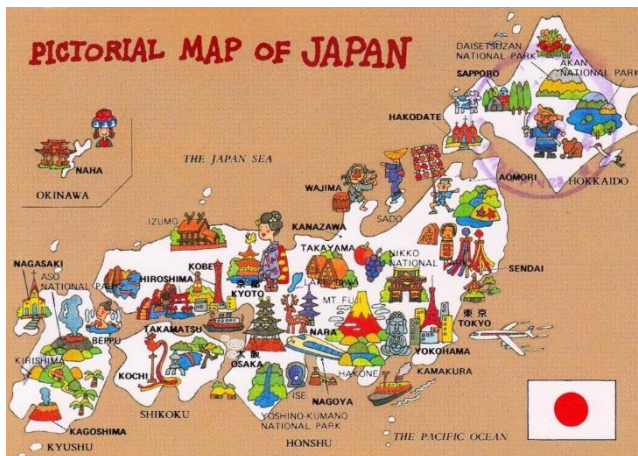 PICTORIAL MAP OF JAPAN
DAISETSUZAN
NATIONAL PARK
AKAN
NATIONAL PARK
SAPPORO
HAKODATE
HOKKAIDO
AOMORI
NAHA
OKINAWA
THE JAPAN SEA
WAJIMA
SADO
IZUMO
KANAZAWA
TAKAYAMA
NIKKO
NATIONAL PARK
SENDAI
NAGASAKI
ASO
NATIONAL PARK
HIROSHIMA
KOBE
京都
KYOTO
MT. FUJI
東京
TOKYO
BEPPU
TAKAMATSU
NARA
YOKOHAMA
KIRISHIMA
KOCHI
大阪
OSAKA
ISE
HAKONE
KAMAKURA
NAGOYA
KAGOSHIMA
SHIKOKU
YOSHINO-KUMANO
NATIONAL PARK
KYUSHU
HONSHU
THE PACIFIC OCEAN